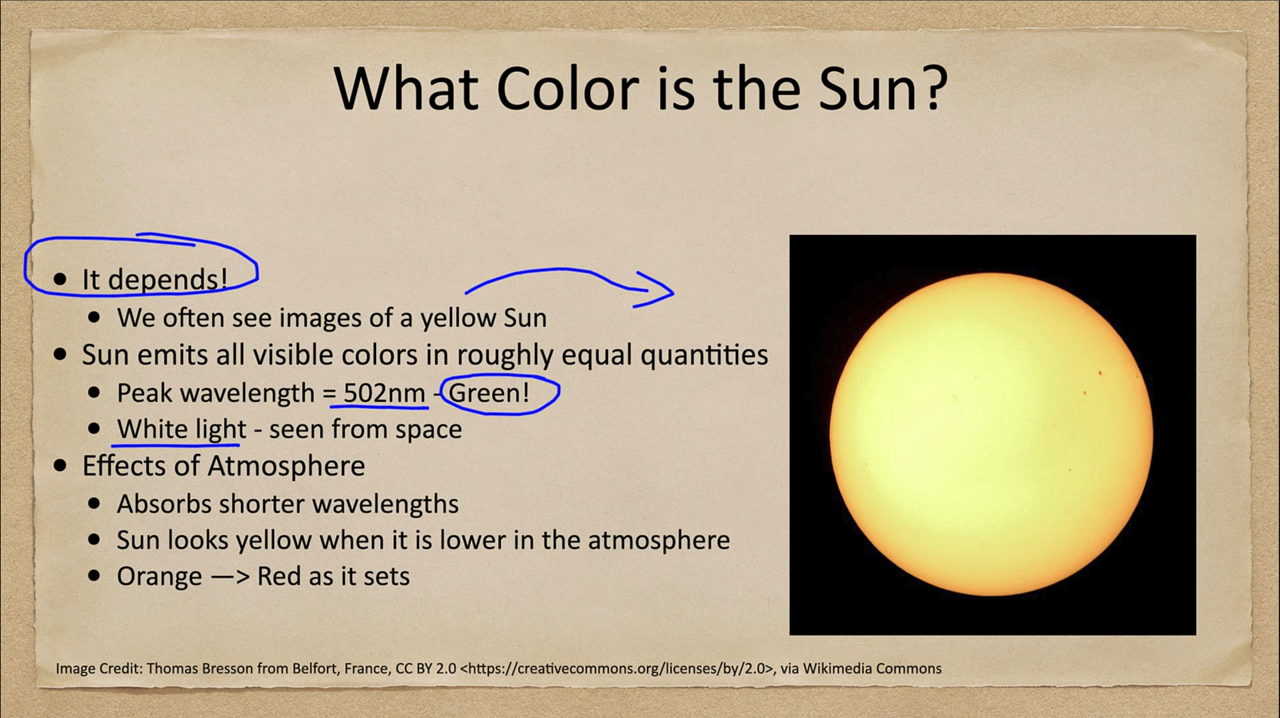 What Color is the Sun?
• It depends!
• We often see images of a yellow Sun
• Sun emits all visible colors in roughly equal quantities
• Peak wavelength = 502nm - Green!
• White light - seen from space
• Effects of Atmosphere
• Absorbs shorter wavelengths
• Sun looks yellow when it is lower in the atmosphere
• Orange —> Red as it sets
Image Credit: Thomas Bresson from Belfort, France, CC BY 2.0 <https://creativecommons.org/licenses/by/2.0>, via Wikimedia Commons